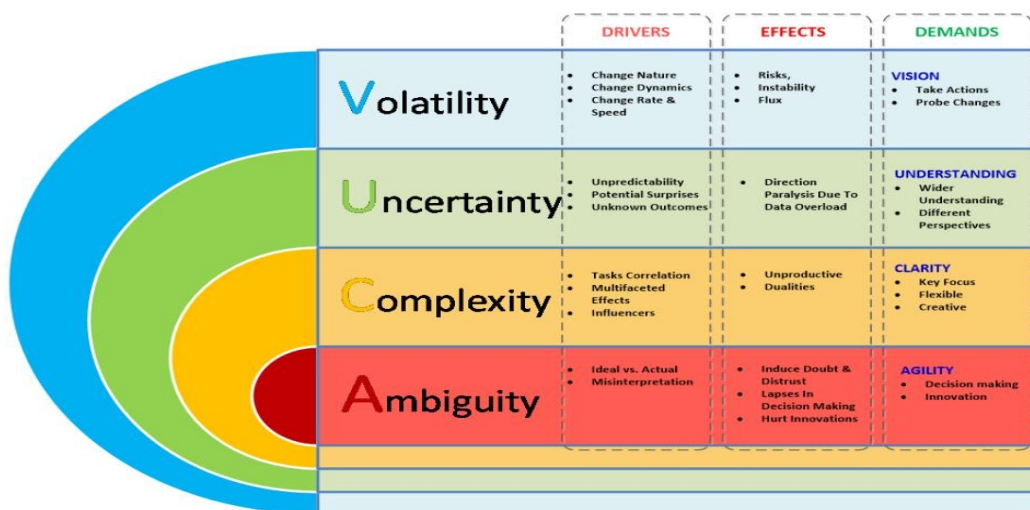 DRIVERS EFFECTS DEMANDS
Volatility
• Change Nature
• Change Dynamics
• Change Rate &
Speed
• Risks,
• Instability
• Flux
VISION
• Take Actions
• Probe Changes
Uncertainty
• Unpredictability
• Potential Surprises
• Unknown Outcomes
• Direction
Paralysis Due To
Data Overload
UNDERSTANDING
• Wider
Understanding
• Different
Perspectives
Complexity
• Tasks Correlation
• Multifaceted
Effects
• Influencers
• Unproductive
• Dualities
CLARITY
• Key Focus
• Flexible
• Creative
Ambiguity
• Ideal vs. Actual
• Misinterpretation
• Induce Doubt &
Distrust
• Lapses In
Decision Making
• Hurt Innovations
AGILITY
• Decision making
• Innovation